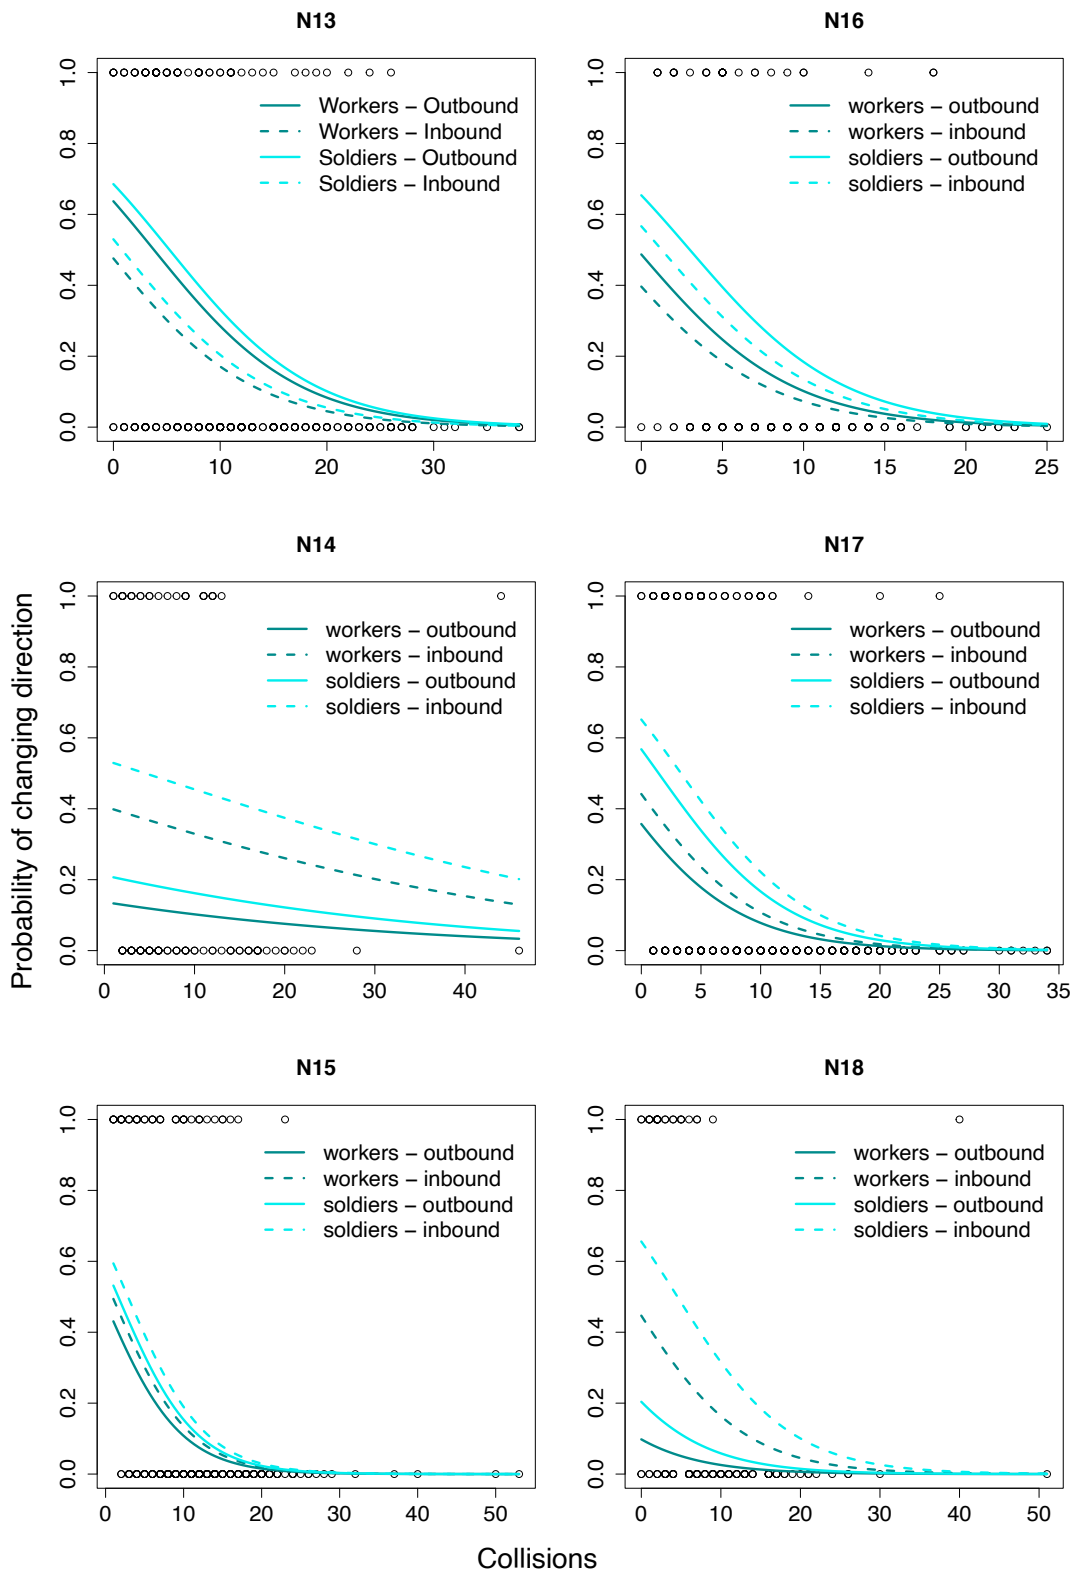 N13
1.0
0.8
0.6
0.4
0.2
0.0
Workers – Outbound
Workers – Inbound
Soldiers – Outbound
Soldiers – Inbound
0 10 20 30
N16
1.0
0.8
0.6
0.4
0.2
0.0
workers – outbound
workers – inbound
soldiers – outbound
soldiers – inbound
0 5 10 15 20 25
Probability of changing direction
N14
1.0
0.8
0.6
0.4
0.2
0.0
workers – outbound
workers – inbound
soldiers – outbound
soldiers – inbound
0 10 20 30 40
N17
1.0
0.8
0.6
0.4
0.2
0.0
workers – outbound
workers – inbound
soldiers – outbound
soldiers – inbound
0 5 10 15 20 25 30 35
N15
1.0
0.8
0.6
0.4
0.2
0.0
workers – outbound
workers – inbound
soldiers – outbound
soldiers – inbound
0 10 20 30 40 50
N18
1.0
0.8
0.6
0.4
0.2
0.0
workers – outbound
workers – inbound
soldiers – outbound
soldiers – inbound
0 10 20 30 40 50
Collisions